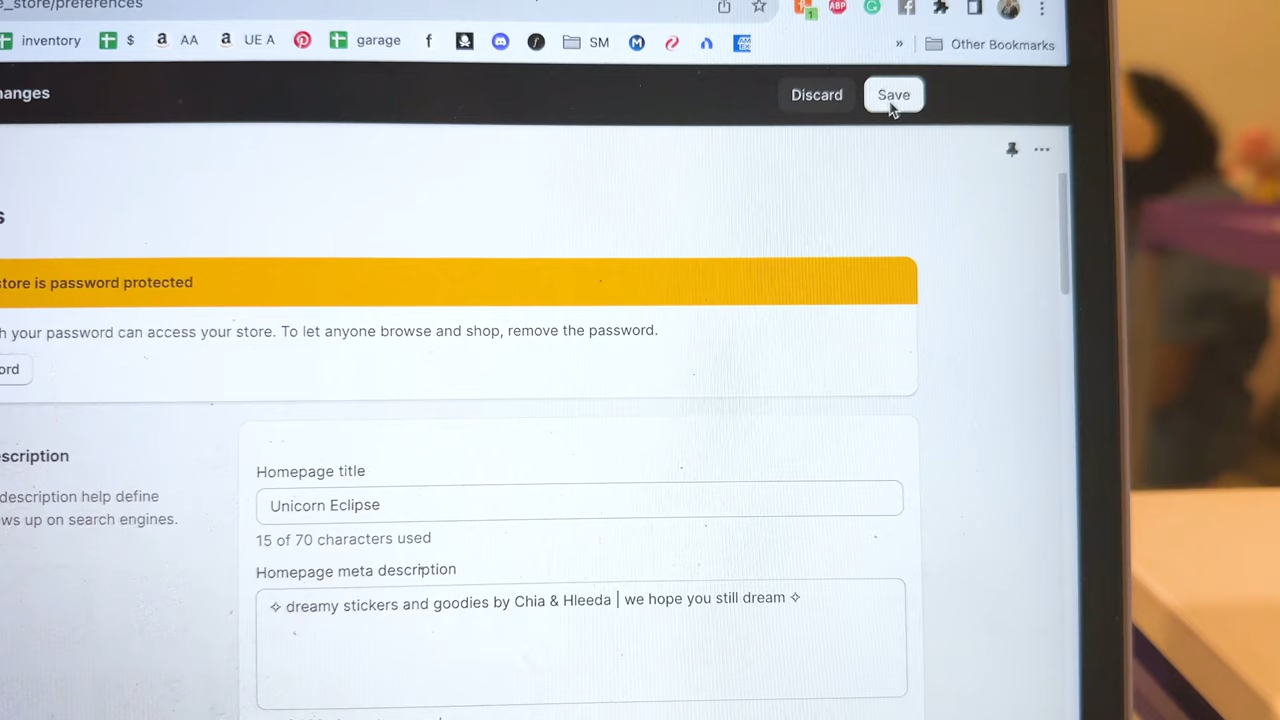 e_store/preferences
inventory $ AA UE A garage f SM Other Bookmarks
hanges Discard Save
s
store is password protected
h your password can access your store. To let anyone browse and shop, remove the password.
ord
escription
description help define
ws up on search engines.
Homepage title
Unicorn Eclipse
15 of 70 characters used
Homepage meta description
✧ dreamy stickers and goodies by Chia & Hleeda | we hope you still dream ✧